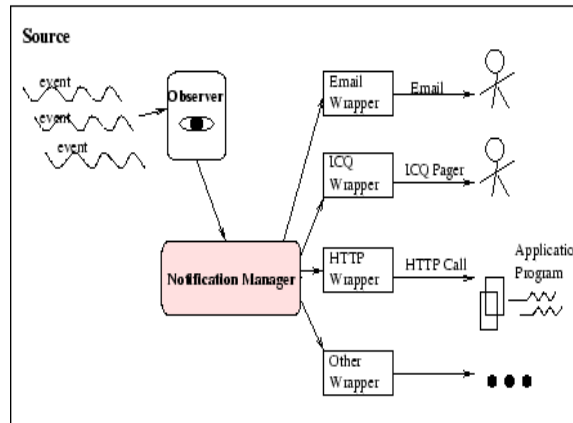 Source
event
event
event
Observer
Notification Manager
Email
Wrapper
Email
ICQ
Wrapper
ICQ Pager
HTTP
Wrapper
HTTP Call
Applicatio
Program
Other
Wrapper